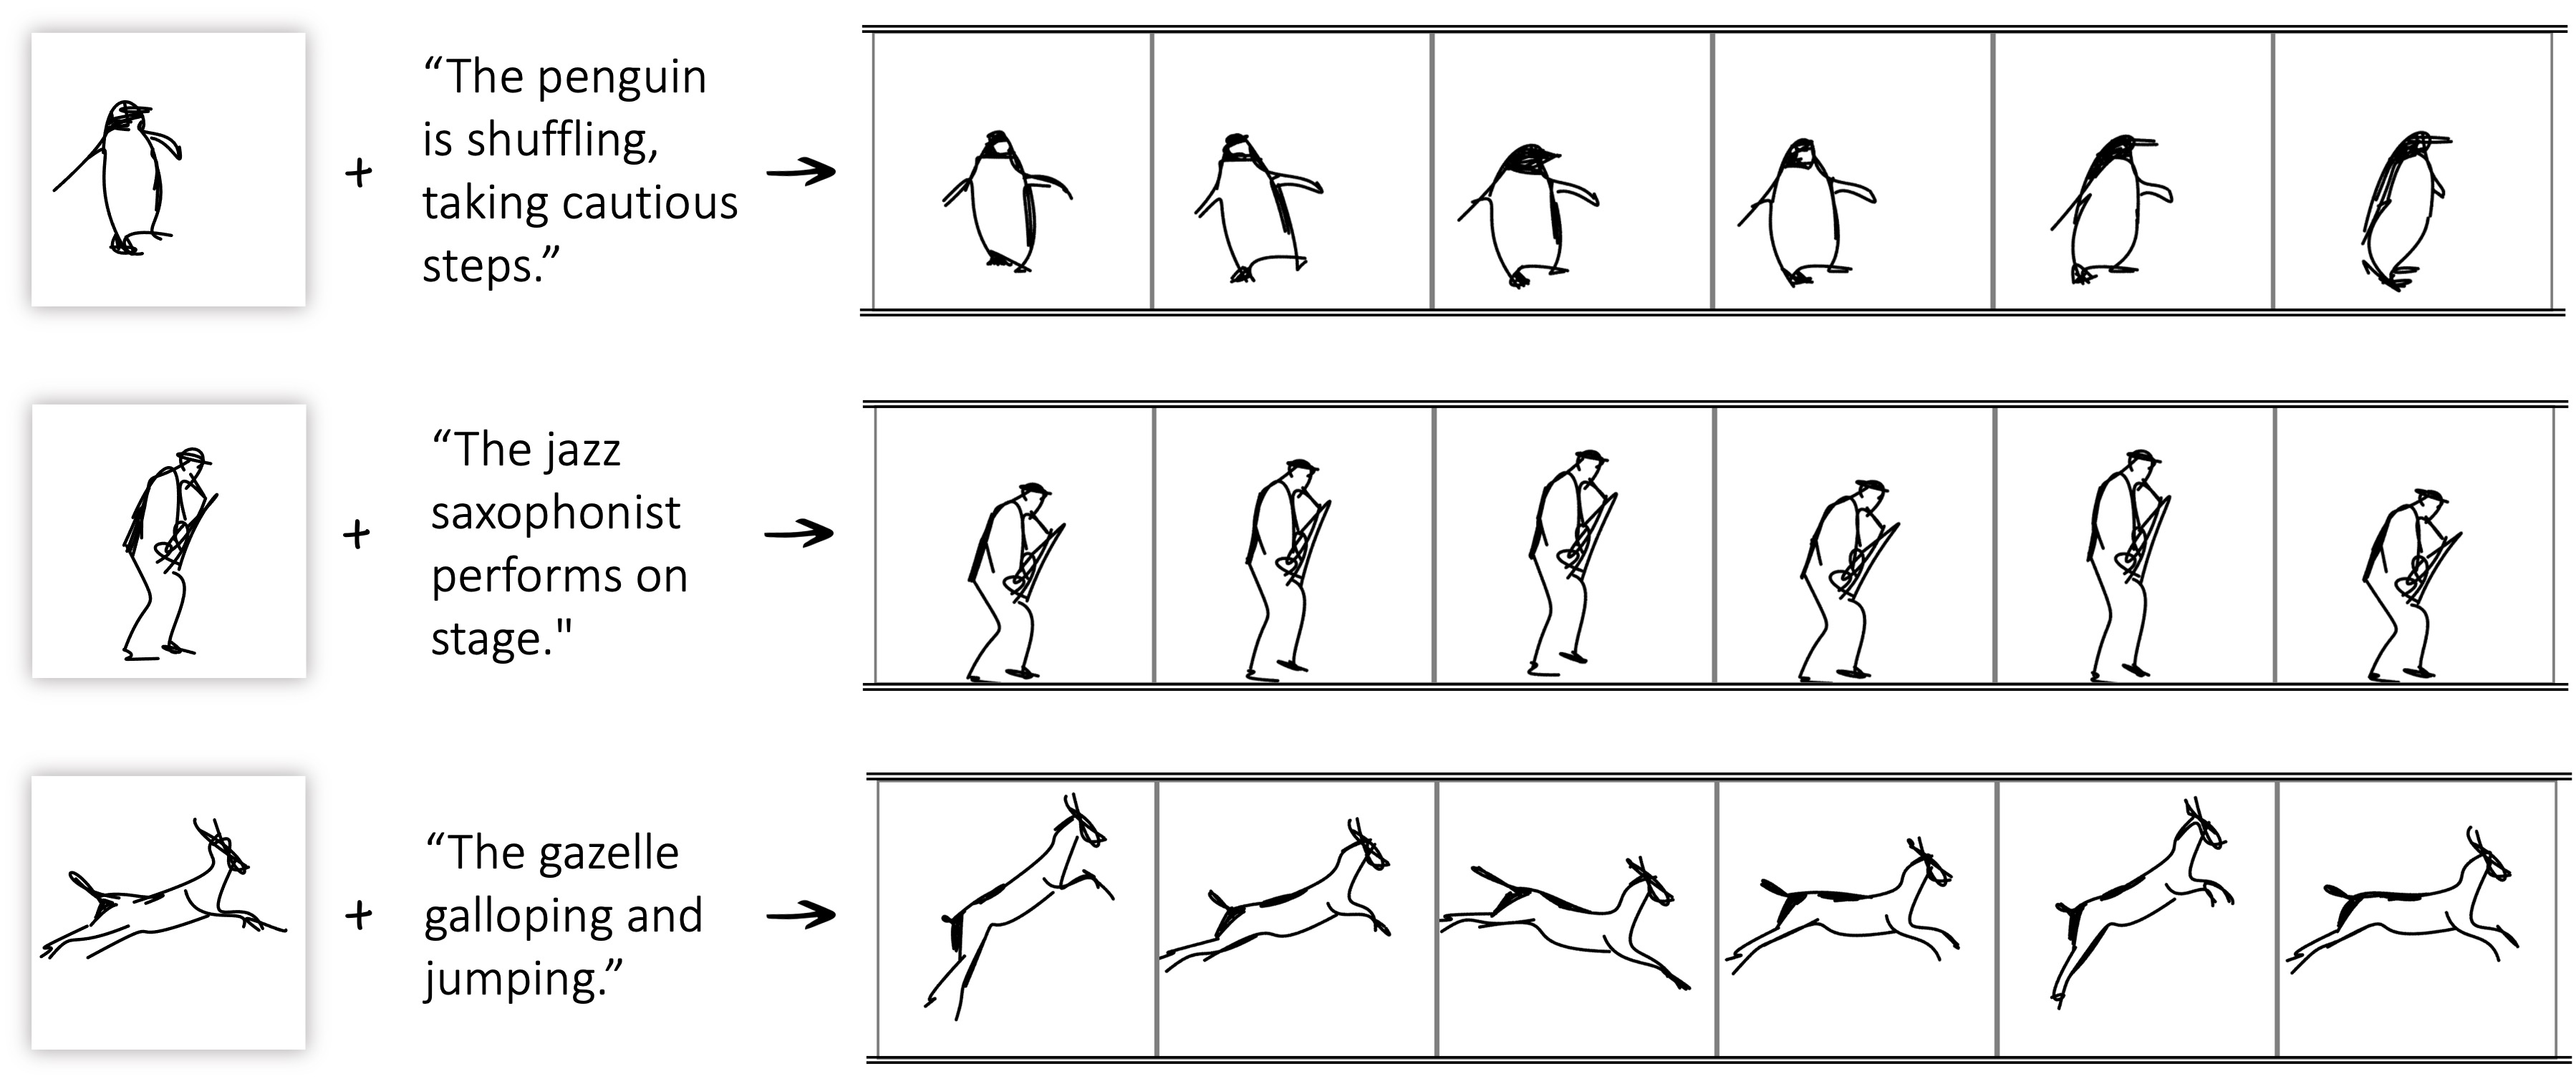 “The penguin
is shuffling,
taking cautious
steps.”
+
“The jazz
saxophonist
performs on
stage."
+
“The gazelle
galloping and
jumping.”
+